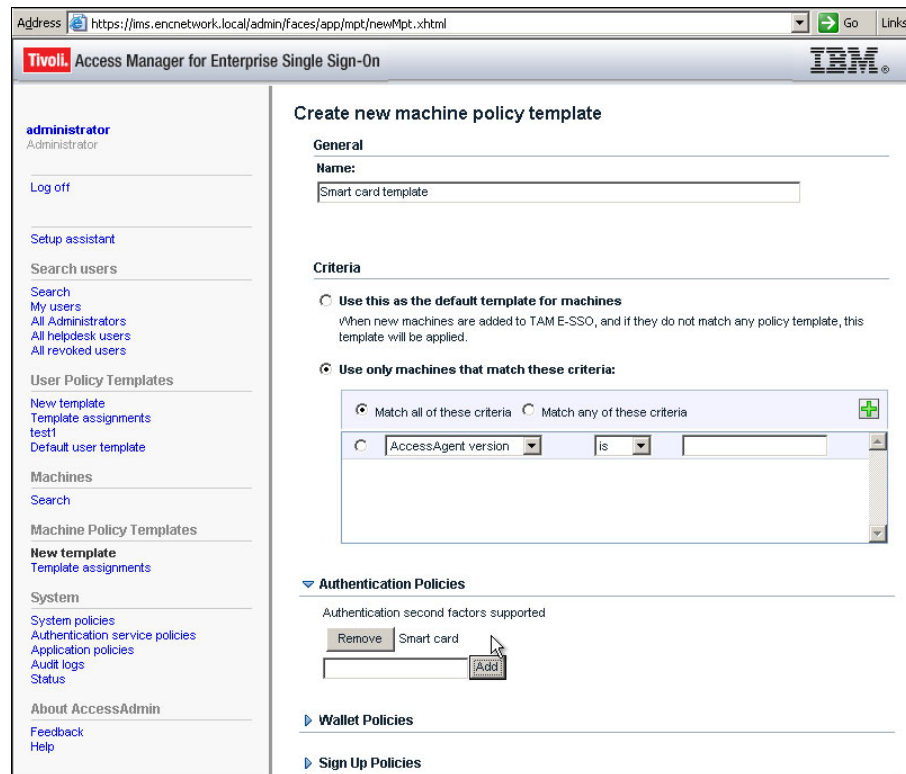 Address https://ims.encnetwork.local/admin/faces/app/mpt/newMpt.xhtml Go Links
Tivoli. Access Manager for Enterprise Single Sign-On IBM®
administrator
Administrator
Log off
Setup assistant
Search users
Search
My users
All Administrators
All helpdesk users
All revoked users
User Policy Templates
New template
Template assignments
test1
Default user template
Machines
Search
Machine Policy Templates
New template
Template assignments
System
System policies
Authentication service policies
Application policies
Audit logs
Status
About AccessAdmin
Feedback
Help
Create new machine policy template
General
Name:
Smart card template
Criteria
Use this as the default template for machines
When new machines are added to TAM E-SSO, and if they do not match any policy template, this
template will be applied.
Use only machines that match these criteria:
Match all of these criteria Match any of these criteria
AccessAgent version is
Authentication Policies
Authentication second factors supported
Remove Smart card
Add
Wallet Policies
Sign Up Policies